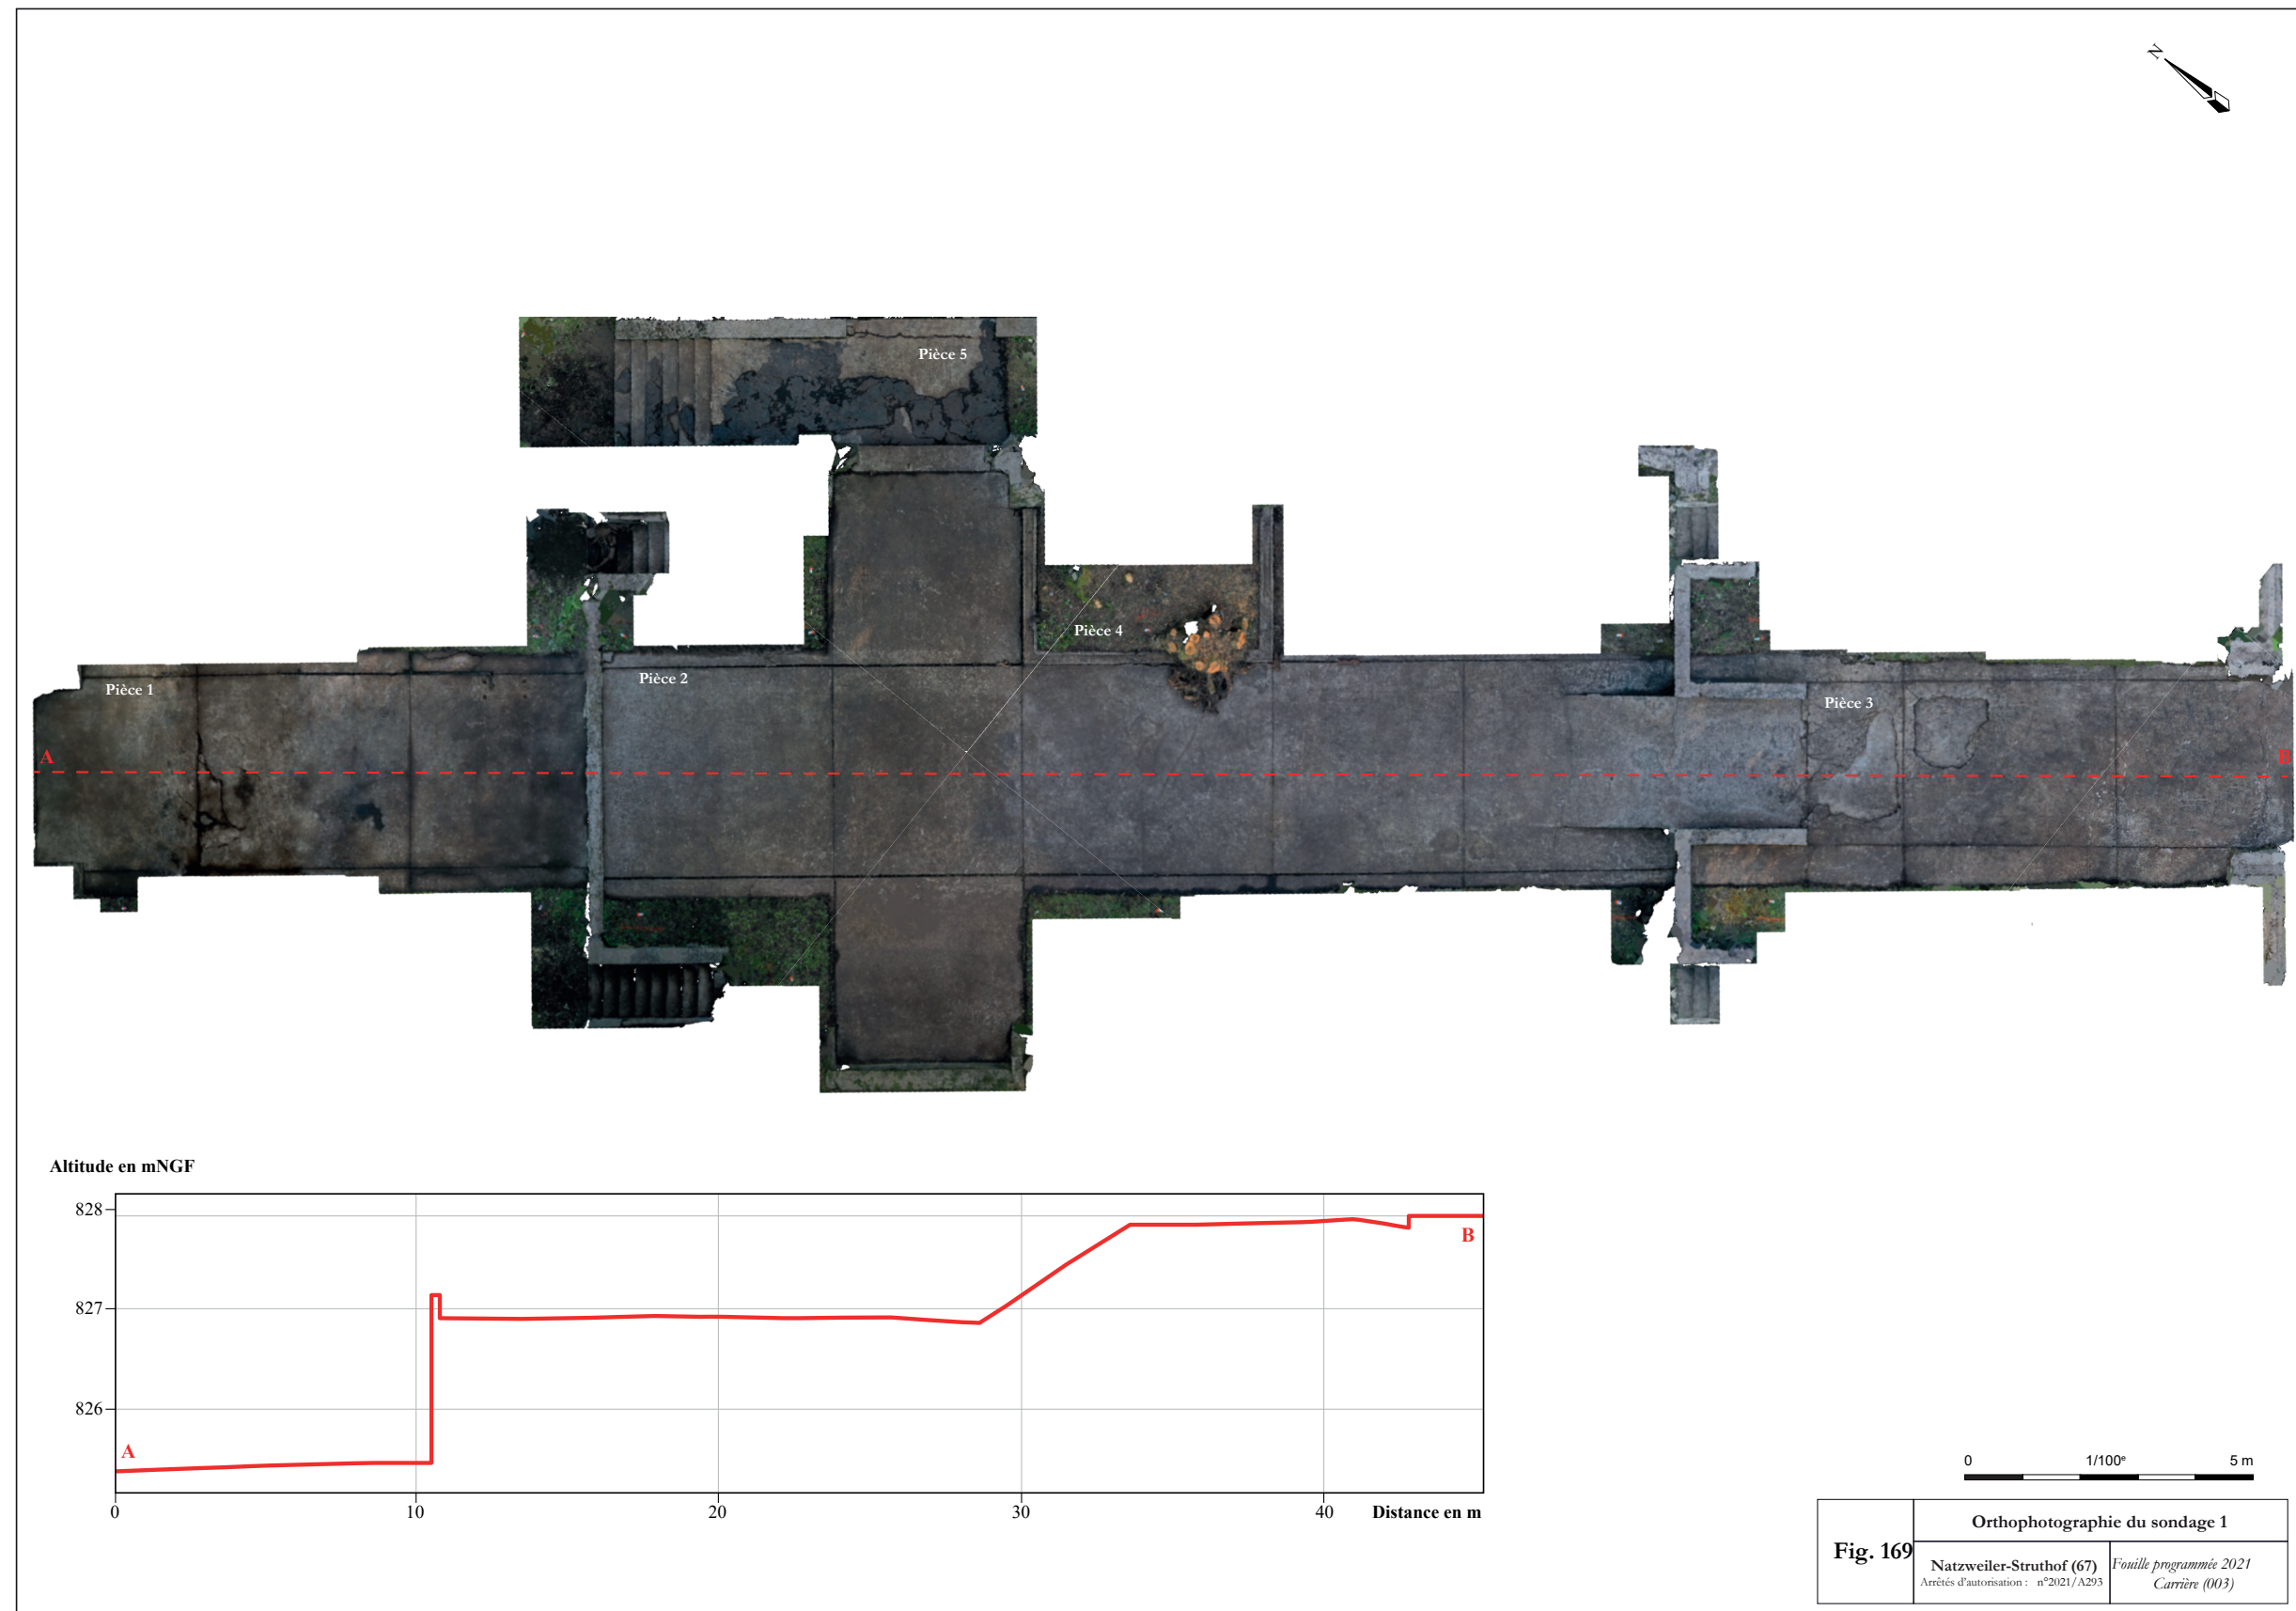 N
Pièce 5
Pièce 4
Pièce 1
Pièce 2
Pièce 3
A
B
Altitude en mNGF
828
827
826
A
B
0
10
20
30
40
Distance en m
0
1/100e
5 m
Fig. 169
Orthophotographie du sondage 1
Natzweiler-Struthof (67)
Arrêtés d'autorisation : n°2021/A293
Fouille programmée 2021
Carrière (003)